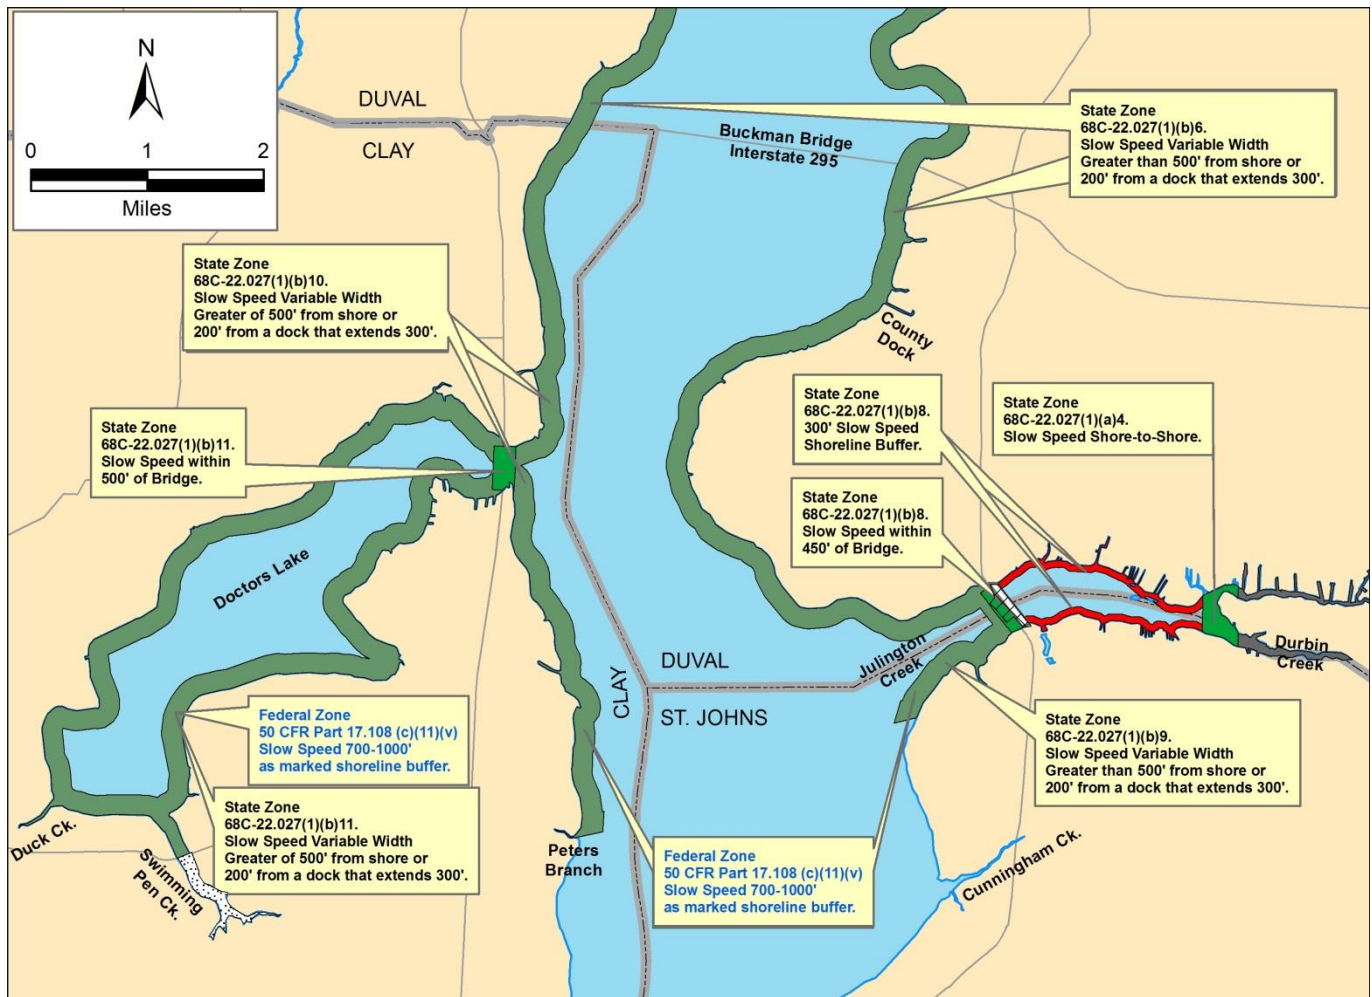 N
0 1 2
Miles
DUVAL
CLAY
Buckman Bridge
Interstate 295
State Zone
68C-22.027(1)(b)6.
Slow Speed Variable Width
Greater than 500' from shore or
200' from a dock that extends 300'.
State Zone
68C-22.027(1)(b)10.
Slow Speed Variable Width
Greater of 500' from shore or
200' from a dock that extends 300'.
County
Dock
State Zone
68C-22.027(1)(b)11.
Slow Speed within
500' of Bridge.
State Zone
68C-22.027(1)(b)8.
300' Slow Speed
Shoreline Buffer.
State Zone
68C-22.027(1)(a)4.
Slow Speed Shore-to-Shore.
State Zone
68C-22.027(1)(b)8.
Slow Speed within
450' of Bridge.
Doctors Lake
Julington
Creek
Durbin
Creek
CLAY
DUVAL
ST. JOHNS
Federal Zone
50 CFR Part 17.108 (c)(11)(v)
Slow Speed 700-1000'
as marked shoreline buffer.
State Zone
68C-22.027(1)(b)9.
Slow Speed Variable Width
Greater than 500' from shore or
200' from a dock that extends 300'.
State Zone
68C-22.027(1)(b)11.
Slow Speed Variable Width
Greater of 500' from shore or
200' from a dock that extends 300'.
Duck Ck.
Swimming
Pen Ck.
Peters
Branch
Federal Zone
50 CFR Part 17.108 (c)(11)(v)
Slow Speed 700-1000'
as marked shoreline buffer.
Cunningham Ck.